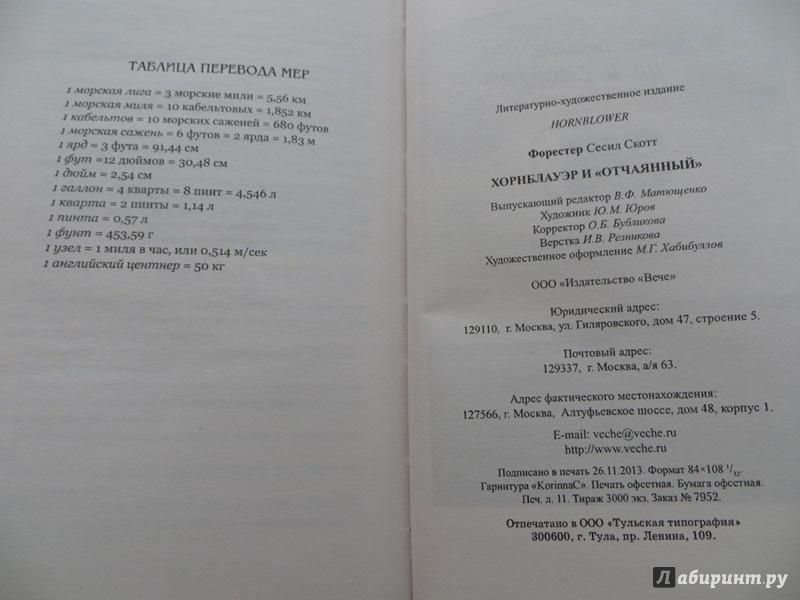 ТАБЛИЦА ПЕРЕВОДА МЕР
1 морская лига = 3 морские мили = 5,56 км
1 морская миля = 10 кабельтовых = 1,852 км
1 кабельтов = 10 морских саженей = 680 футов
1 морская сажень = 6 футов = 2 ярда = 1,83 м
1 ярд = 3 фута = 91,44 см
1 фут =12 дюймов = 30,48 см
1 дюйм = 2,54 см
1 галлон = 4 кварты = 8 пинт = 4,546 л
1 кварта = 2 пинты = 1,14 л
1 пинта = 0,57 л
1 фунт = 453,59 г
1 узел = 1 миля в час, или 0,514 м/сек
1 английский центнер = 50 кг
Литературно-художественное издание
HORNBLOWER
Форестер Сесил Скотт
ХОРНБЛАУЭР И «ОТЧАЯННЫЙ»
Выпускающий редактор В.Ф. Матющенко
Художник Ю.М. Юров
Корректор О.Б. Бубликова
Верстка И.В. Резникова
Художественное оформление М.Г. Хабибуллов
ООО «Издательство «Вече»
Юридический адрес:
129110, г. Москва, ул. Гиляровского, дом 47, строение 5.
Почтовый адрес:
129337, г. Москва, а/я 63.
Адрес фактического местонахождения:
127566, г. Москва, Алтуфьевское шоссе, дом 48, корпус 1.
E-mail: veche@veche.ru
http://www.veche.ru
Подписано в печать 26.11.2013. Формат 84×108 1/32.
Гарнитура «KorinnaC». Печать офсетная. Бумага офсетная.
Печ. л. 11. Тираж 3000 экз. Заказ № 7952.
Отпечатано в ООО «Тульская типография»
300600, г. Тула, пр. Ленина, 109.
Лабиринт.ру